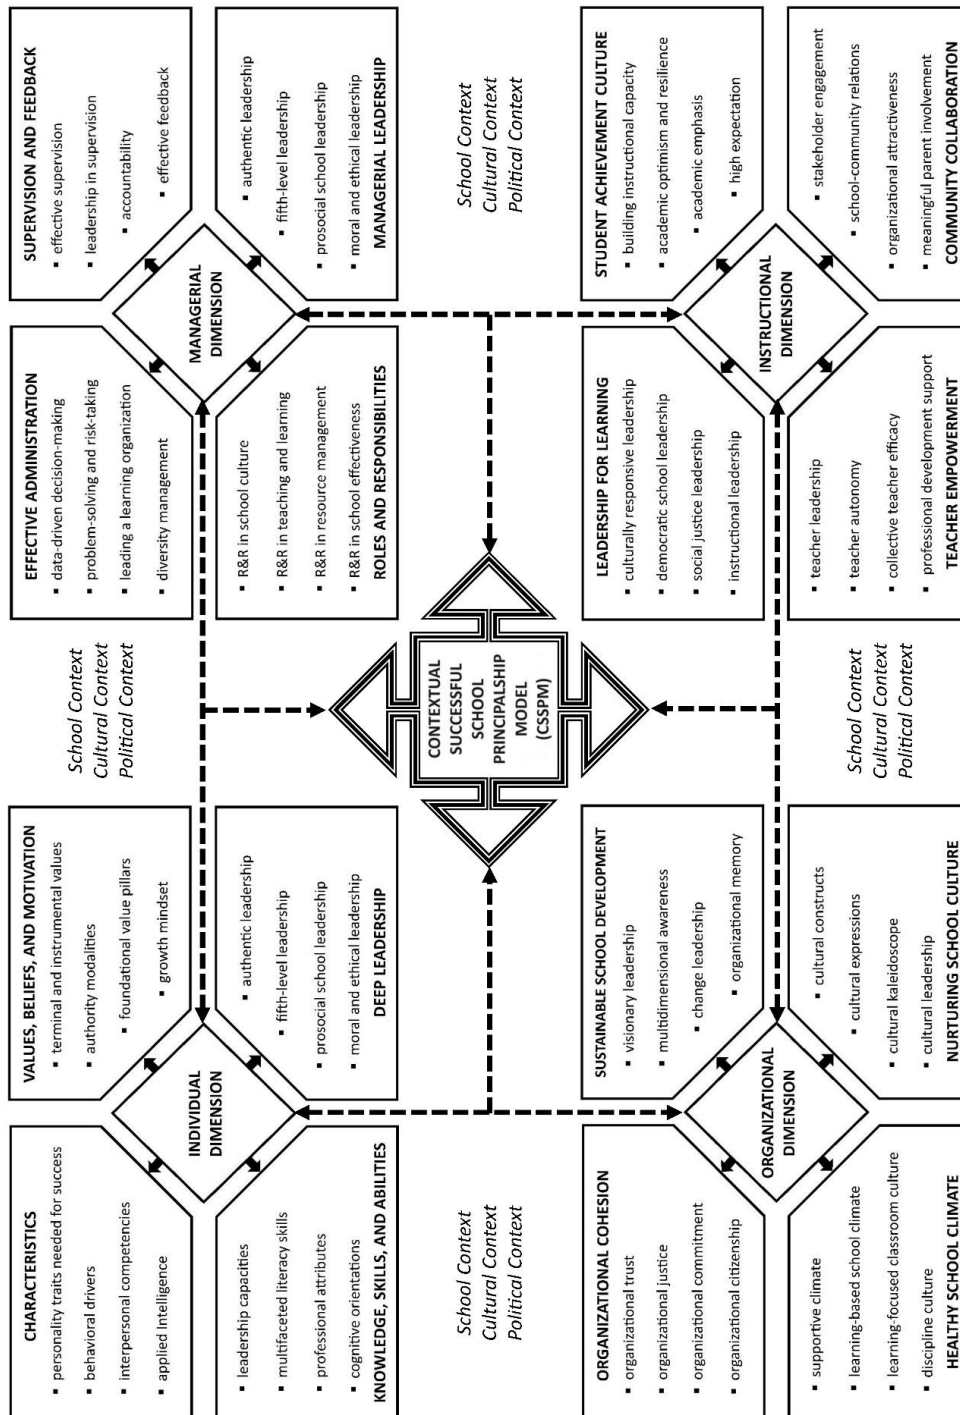 CHARACTERISTICS
▪ personality traits needed for success
▪ behavioral drivers
▪ interpersonal competencies
▪ applied Intelligence
VALUES, BELIEFS, AND MOTIVATION
▪ terminal and instrumental values
▪ authority modalities
▪ foundational value pillars
▪ growth mindset
INDIVIDUAL
DIMENSION
▪ leadership capacities
▪ multifaceted literacy skills
▪ professional attributes
▪ cognitive orientations
KNOWLEDGE, SKILLS, AND ABILITIES
▪ authentic leadership
▪ fifth-level leadership
▪ prosocial school leadership
▪ moral and ethical leadership
DEEP LEADERSHIP
School Context
Cultural Context
Political Context
EFFECTIVE ADMINISTRATION
▪ data-driven decision-making
▪ problem-solving and risk-taking
▪ leading a learning organization
▪ diversity management
SUPERVISION AND FEEDBACK
▪ effective supervision
▪ leadership in supervision
▪ accountability
▪ effective feedback
MANAGERIAL
DIMENSION
▪ R&R in school culture
▪ R&R in teaching and learning
▪ R&R in resource management
▪ R&R in school effectiveness
ROLES AND RESPONSIBILITIES
▪ authentic leadership
▪ fifth-level leadership
▪ prosocial school leadership
▪ moral and ethical leadership
MANAGERIAL LEADERSHIP
School Context
Cultural Context
Political Context
CONTEXTUAL
SUCCESSFUL
SCHOOL
PRINCIPALSHIP
MODEL
(CSSPM)
School Context
Cultural Context
Political Context
ORGANIZATIONAL COHESION
▪ organizational trust
▪ organizational justice
▪ organizational commitment
▪ organizational citizenship
SUSTAINABLE SCHOOL DEVELOPMENT
▪ visionary leadership
▪ multidimensional awareness
▪ change leadership
▪ organizational memory
ORGANIZATIONAL
DIMENSION
▪ supportive climate
▪ learning-based school climate
▪ learning-focused classroom culture
▪ discipline culture
HEALTHY SCHOOL CLIMATE
▪ cultural constructs
▪ cultural expressions
▪ cultural kaleidoscope
▪ cultural leadership
NURTURING SCHOOL CULTURE
School Context
Cultural Context
Political Context
LEADERSHIP FOR LEARNING
▪ culturally responsive leadership
▪ democratic school leadership
▪ social justice leadership
▪ instructional leadership
STUDENT ACHIEVEMENT CULTURE
▪ building instructional capacity
▪ academic optimism and resilience
▪ academic emphasis
▪ high expectation
INSTRUCTIONAL
DIMENSION
▪ teacher leadership
▪ teacher autonomy
▪ collective teacher efficacy
▪ professional development support
TEACHER EMPOWERMENT
▪ stakeholder engagement
▪ school-community relations
▪ organizational attractiveness
▪ meaningful parent involvement
COMMUNITY COLLABORATION